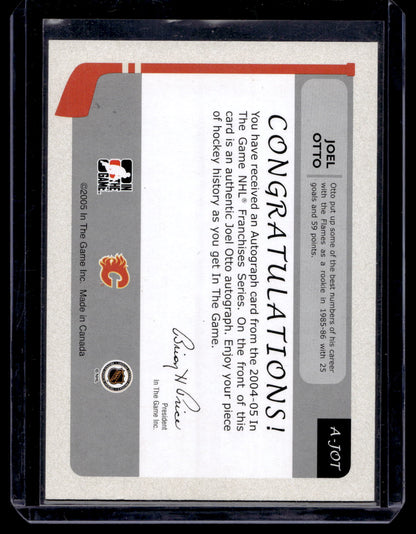 JOEL
OTTO
Otto put up some of the best numbers of his career
with the Flames as a rookie in 1985-86 with 25
goals and 59 points.
A-JOT
CONGRATULATIONS!
You have received an Autograph card from the 2004-05 In
The Game NHL® Franchises Series. On the front of this
card is an authentic Joel Otto autograph. Enjoy your piece
of hockey history as you get In The Game.
Brian H Price
President
In The Game Inc.
IN
THE
GAME
NHL
©2005 In The Game Inc. Made in Canada